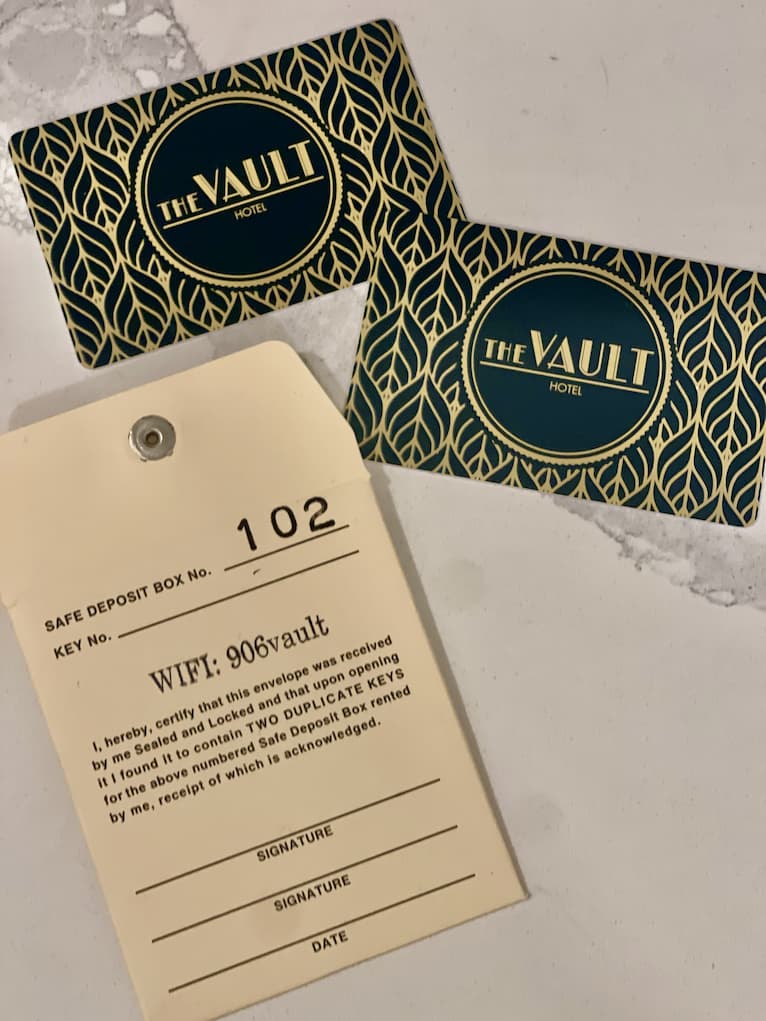 THE VAULT
HOTEL
THE VAULT
HOTEL
102
SAFE DEPOSIT BOX No.
KEY No.
WIFI: 906vault
I, hereby, certify that this envelope was received
by me Sealed and Locked and that upon opening
it I found it to contain TWO DUPLICATE KEYS
for the above numbered Safe Deposit Box rented
by me, receipt of which is acknowledged.
SIGNATURE
SIGNATURE
DATE